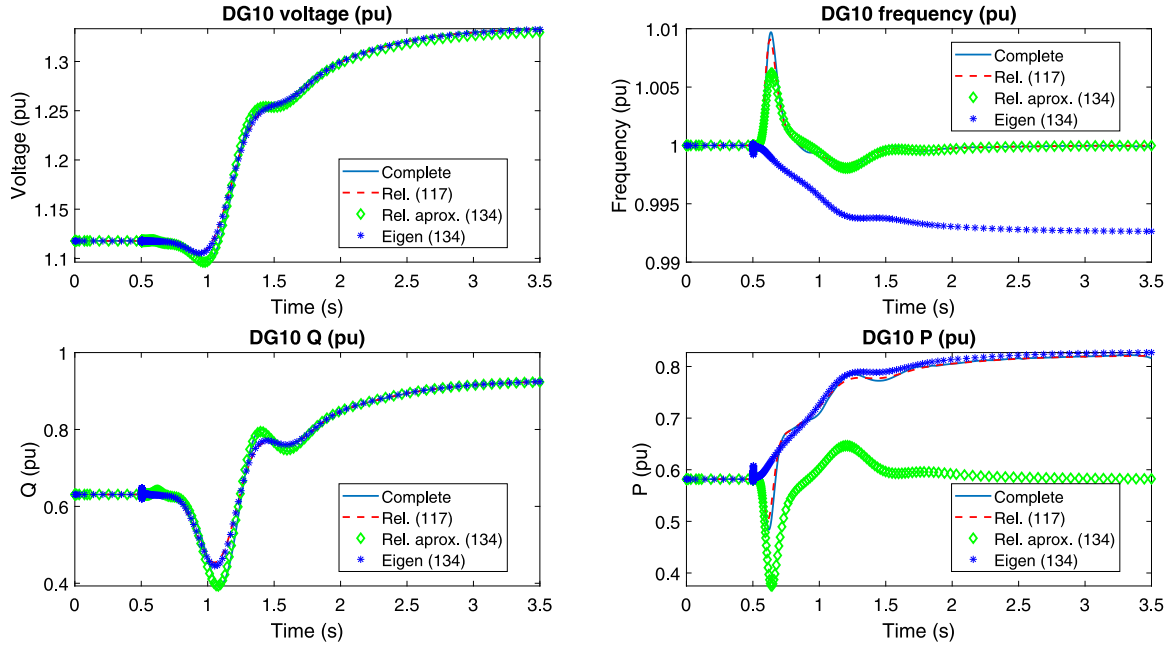 DG10 voltage (pu)
Voltage (pu)
1.3
1.25
1.2
1.15
1.1
Complete
Rel. (117)
Rel. aprox. (134)
Eigen (134)
0 0.5 1 1.5 2 2.5 3 3.5
Time (s)
DG10 frequency (pu)
Frequency (pu)
1.01
1.005
1
0.995
0.99
Complete
Rel. (117)
Rel. aprox. (134)
Eigen (134)
0 0.5 1 1.5 2 2.5 3 3.5
Time (s)
DG10 Q (pu)
Q (pu)
1
0.8
0.6
0.4
Complete
Rel. (117)
Rel. aprox. (134)
Eigen (134)
0 0.5 1 1.5 2 2.5 3 3.5
Time (s)
DG10 P (pu)
P (pu)
0.8
0.7
0.6
0.5
0.4
Complete
Rel. (117)
Rel. aprox. (134)
Eigen (134)
0 0.5 1 1.5 2 2.5 3 3.5
Time (s)